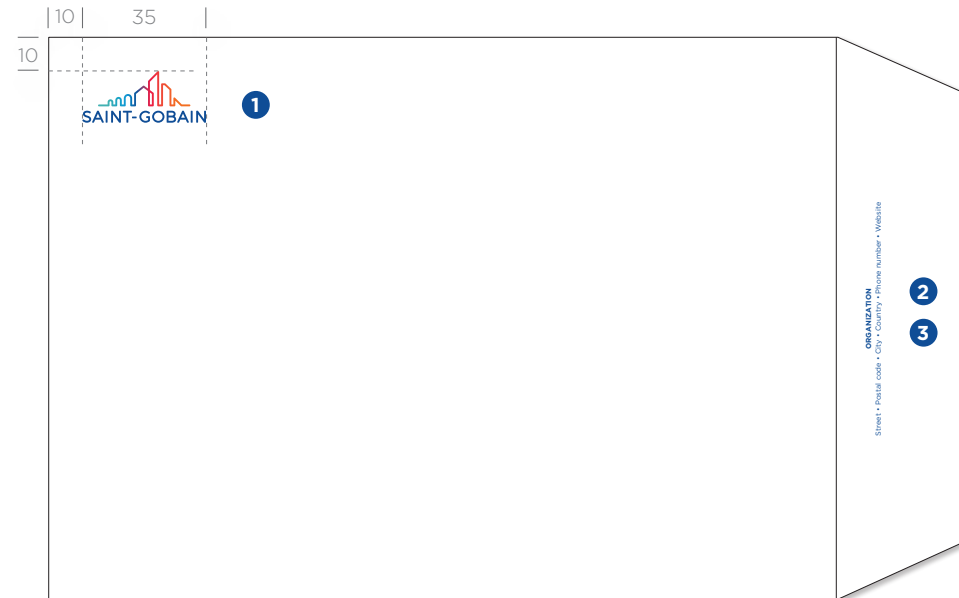 10 35
10
SAINT-GOBAIN
1
ORGANIZATION
Street • Postal code • City • Country • Phone number • Website
2
3